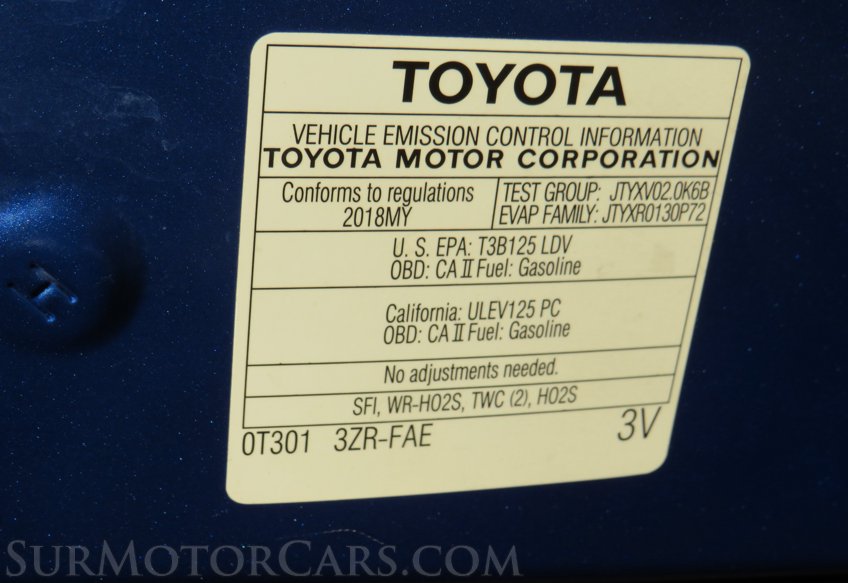 TOYOTA
VEHICLE EMISSION CONTROL INFORMATION
TOYOTA MOTOR CORPORATION
Conforms to regulations
2018MY
TEST GROUP: JTYXV02.0K6B
EVAP FAMILY: JTYXR0130P72
U. S. EPA: T3B125 LDV
OBD: CA II Fuel: Gasoline
California: ULEV125 PC
OBD: CA II Fuel: Gasoline
No adjustments needed.
SFI, WR-HO2S, TWC (2), HO2S
0T301 3ZR-FAE 3V
SurMotorCars.com